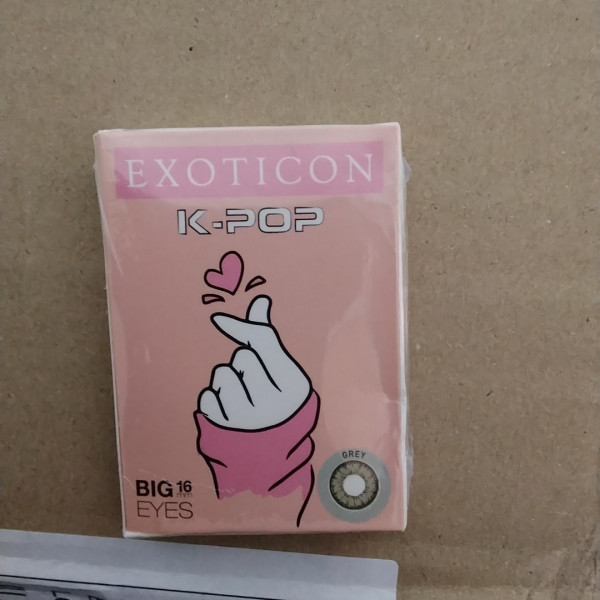 EXOTICON
K-POP
GREY
BIG 16 mm
EYES